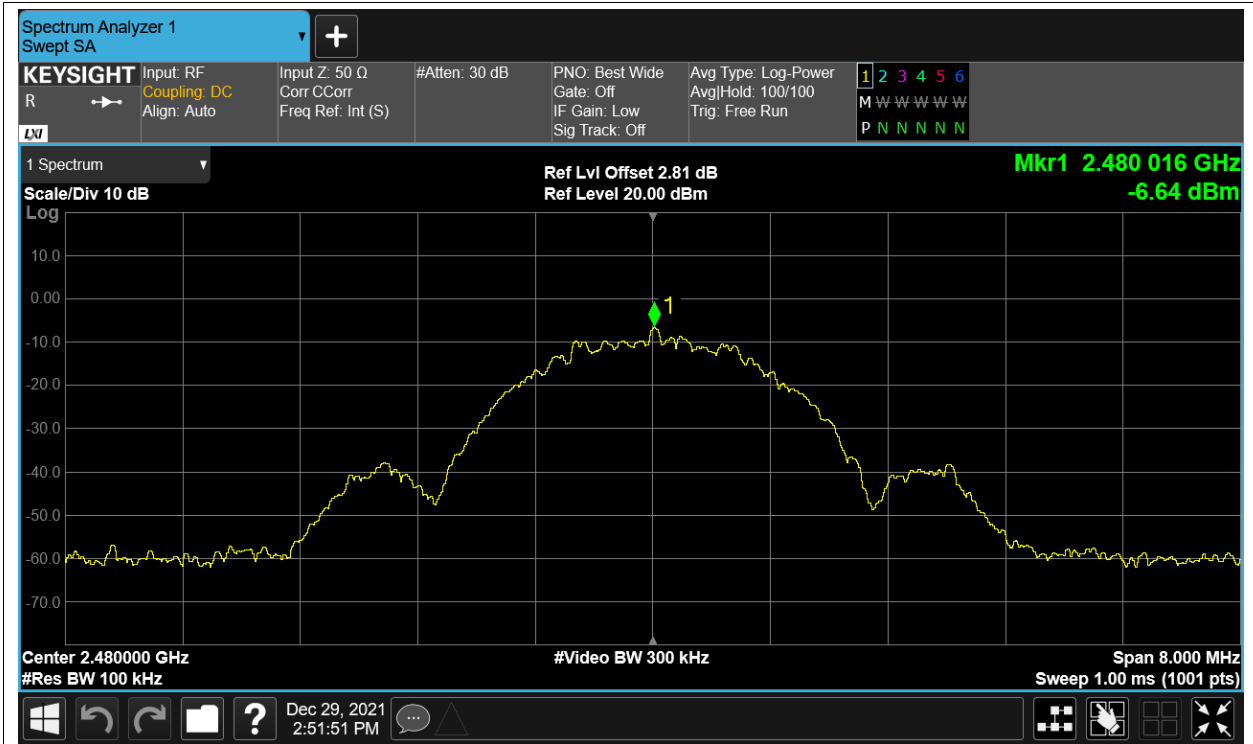 Spectrum Analyzer 1
Swept SA
+
KEYSIGHT
R
LXI
Input: RF
Coupling: DC
Align: Auto
Input Z: 50 Ω
Corr CCorr
Freq Ref: Int (S)
#Atten: 30 dB
PNO: Best Wide
Gate: Off
IF Gain: Low
Sig Track: Off
Avg Type: Log-Power
Avg|Hold: 100/100
Trig: Free Run
1 2 3 4 5 6
M W W W W W W
P N N N N N N
1 Spectrum
Scale/Div 10 dB
Log
Ref Lvl Offset 2.81 dB
Ref Level 20.00 dBm
Mkr1 2.480 016 GHz
-6.64 dBm
10.0
0.00
-10.0
-20.0
-30.0
-40.0
-50.0
-60.0
-70.0
1
Center 2.480000 GHz
#Video BW 300 kHz
Span 8.000 MHz
#Res BW 100 kHz
Sweep 1.00 ms (1001 pts)
?
Dec 29, 2021
2:51:51 PM